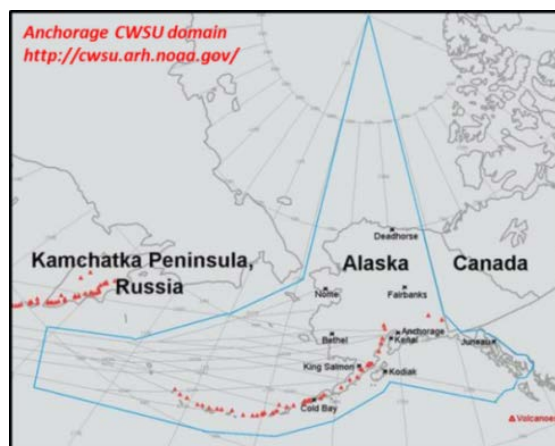 Anchorage CWSU domain
http://cwsu.arh.noaa.gov/
Deadhorse
Kamchatka Peninsula,
Russia
Alaska
Canada
Nome
Fairbanks
Bethel
Anchorage
Kenai
Juneau
King Salmon
Kodiak
Cold Bay
Volcanoes